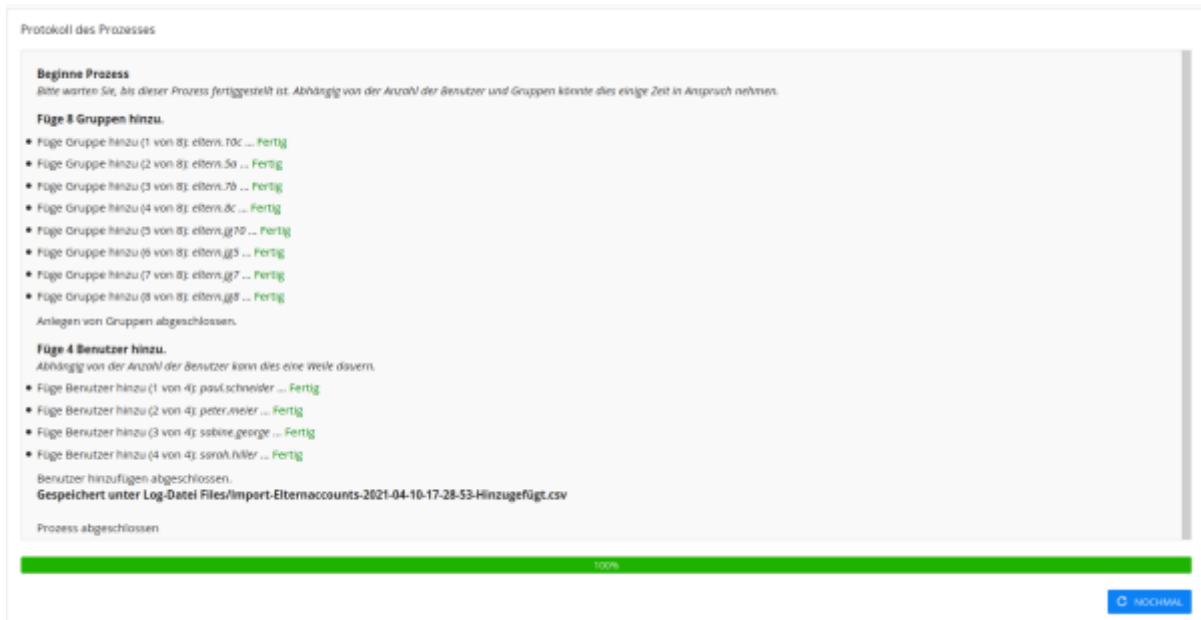 Protokoll des Prozesses
Beginne Prozess
Bitte warten Sie, bis dieser Prozess fertiggestellt ist. Abhängig von der Anzahl der Benutzer und Gruppen könnte dies einige Zeit in Anspruch nehmen.
Füge 8 Gruppen hinzu.
Füge Gruppe hinzu (1 von 8): eltern.10c ... Fertig
Füge Gruppe hinzu (2 von 8): eltern.5a ... Fertig
Füge Gruppe hinzu (3 von 8): eltern.7b ... Fertig
Füge Gruppe hinzu (4 von 8): eltern.8c ... Fertig
Füge Gruppe hinzu (5 von 8): eltern.jg10 ... Fertig
Füge Gruppe hinzu (6 von 8): eltern.jg5 ... Fertig
Füge Gruppe hinzu (7 von 8): eltern.jg7 ... Fertig
Füge Gruppe hinzu (8 von 8): eltern.jg8 ... Fertig
Anlegen von Gruppen abgeschlossen.
Füge 4 Benutzer hinzu.
Abhängig von der Anzahl der Benutzer kann dies eine Weile dauern.
Füge Benutzer hinzu (1 von 4): paul.schneider ... Fertig
Füge Benutzer hinzu (2 von 4): peter.meier ... Fertig
Füge Benutzer hinzu (3 von 4): sabine.george ... Fertig
Füge Benutzer hinzu (4 von 4): sarah.hiller ... Fertig
Benutzer hinzufügen abgeschlossen.
Gespeichert unter Log-Datei Files/Import-Elternaccounts-2021-04-10-17-28-53-Hinzugefügt.csv
Prozess abgeschlossen
100%
NOCHMAL